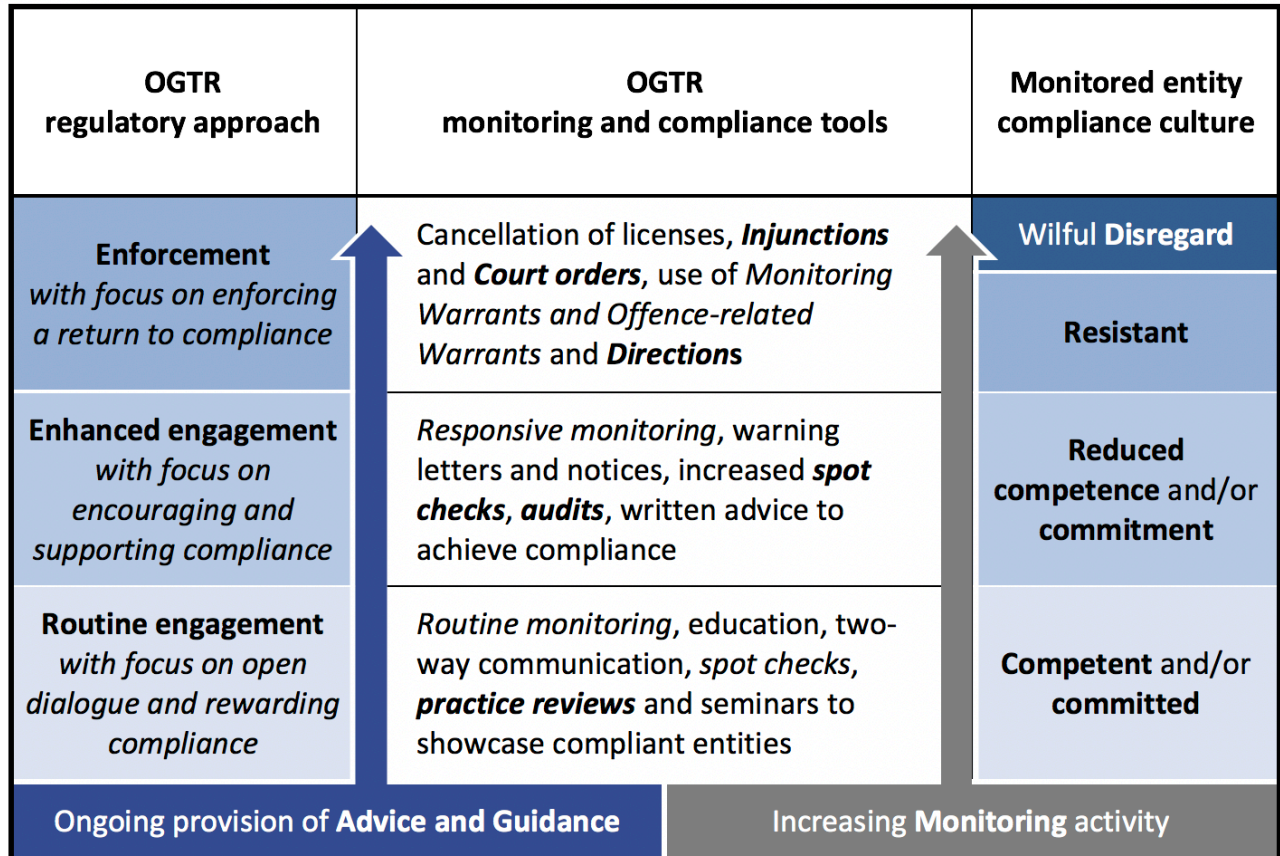 OGTR
regulatory approach
OGTR
monitoring and compliance tools
Monitored entity
compliance culture
Enforcement
with focus on enforcing
a return to compliance
Cancellation of licenses, Injunctions
and Court orders, use of Monitoring
Warrants and Offence-related
Warrants and Directions
Wilful Disregard
Resistant
Enhanced engagement
with focus on
encouraging and
supporting compliance
Responsive monitoring, warning
letters and notices, increased spot
checks, audits, written advice to
achieve compliance
Reduced
competence and/or
commitment
Routine engagement
with focus on open
dialogue and rewarding
compliance
Routine monitoring, education, two-
way communication, spot checks,
practice reviews and seminars to
showcase compliant entities
Competent and/or
committed
Ongoing provision of Advice and Guidance
Increasing Monitoring activity